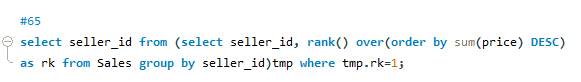 #65
select seller_id from (select seller_id, rank() over(order by sum(price) DESC)
as rk from Sales group by seller_id)tmp where tmp.rk=1;